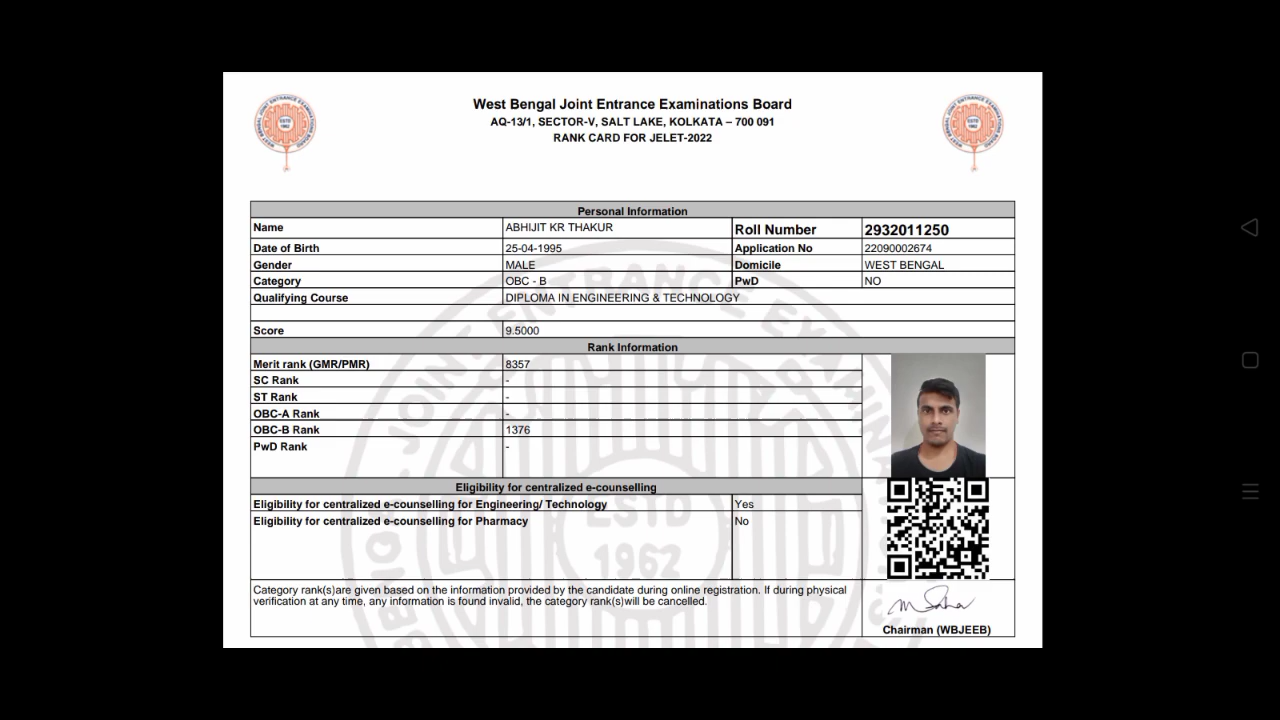 West Bengal Joint Entrance Examinations Board
AQ-13/1, SECTOR-V, SALT LAKE, KOLKATA – 700 091
RANK CARD FOR JELET-2022
Personal Information
Name ABHIJIT KR THAKUR Roll Number 2932011250
Date of Birth 25-04-1995 Application No 22090002674
Gender MALE Domicile WEST BENGAL
Category OBC - B PwD NO
Qualifying Course DIPLOMA IN ENGINEERING & TECHNOLOGY
Score 9.5000
Rank Information
Merit rank (GMR/PMR) 8357
SC Rank -
ST Rank -
OBC-A Rank -
OBC-B Rank 1376
PwD Rank -
Eligibility for centralized e-counselling
Eligibility for centralized e-counselling for Engineering/ Technology Yes
Eligibility for centralized e-counselling for Pharmacy No
ESTD
1962
Category rank(s)are given based on the information provided by the candidate during online registration. If during physical
verification at any time, any information is found invalid, the category rank(s)will be cancelled.
Chairman (WBJEEB)